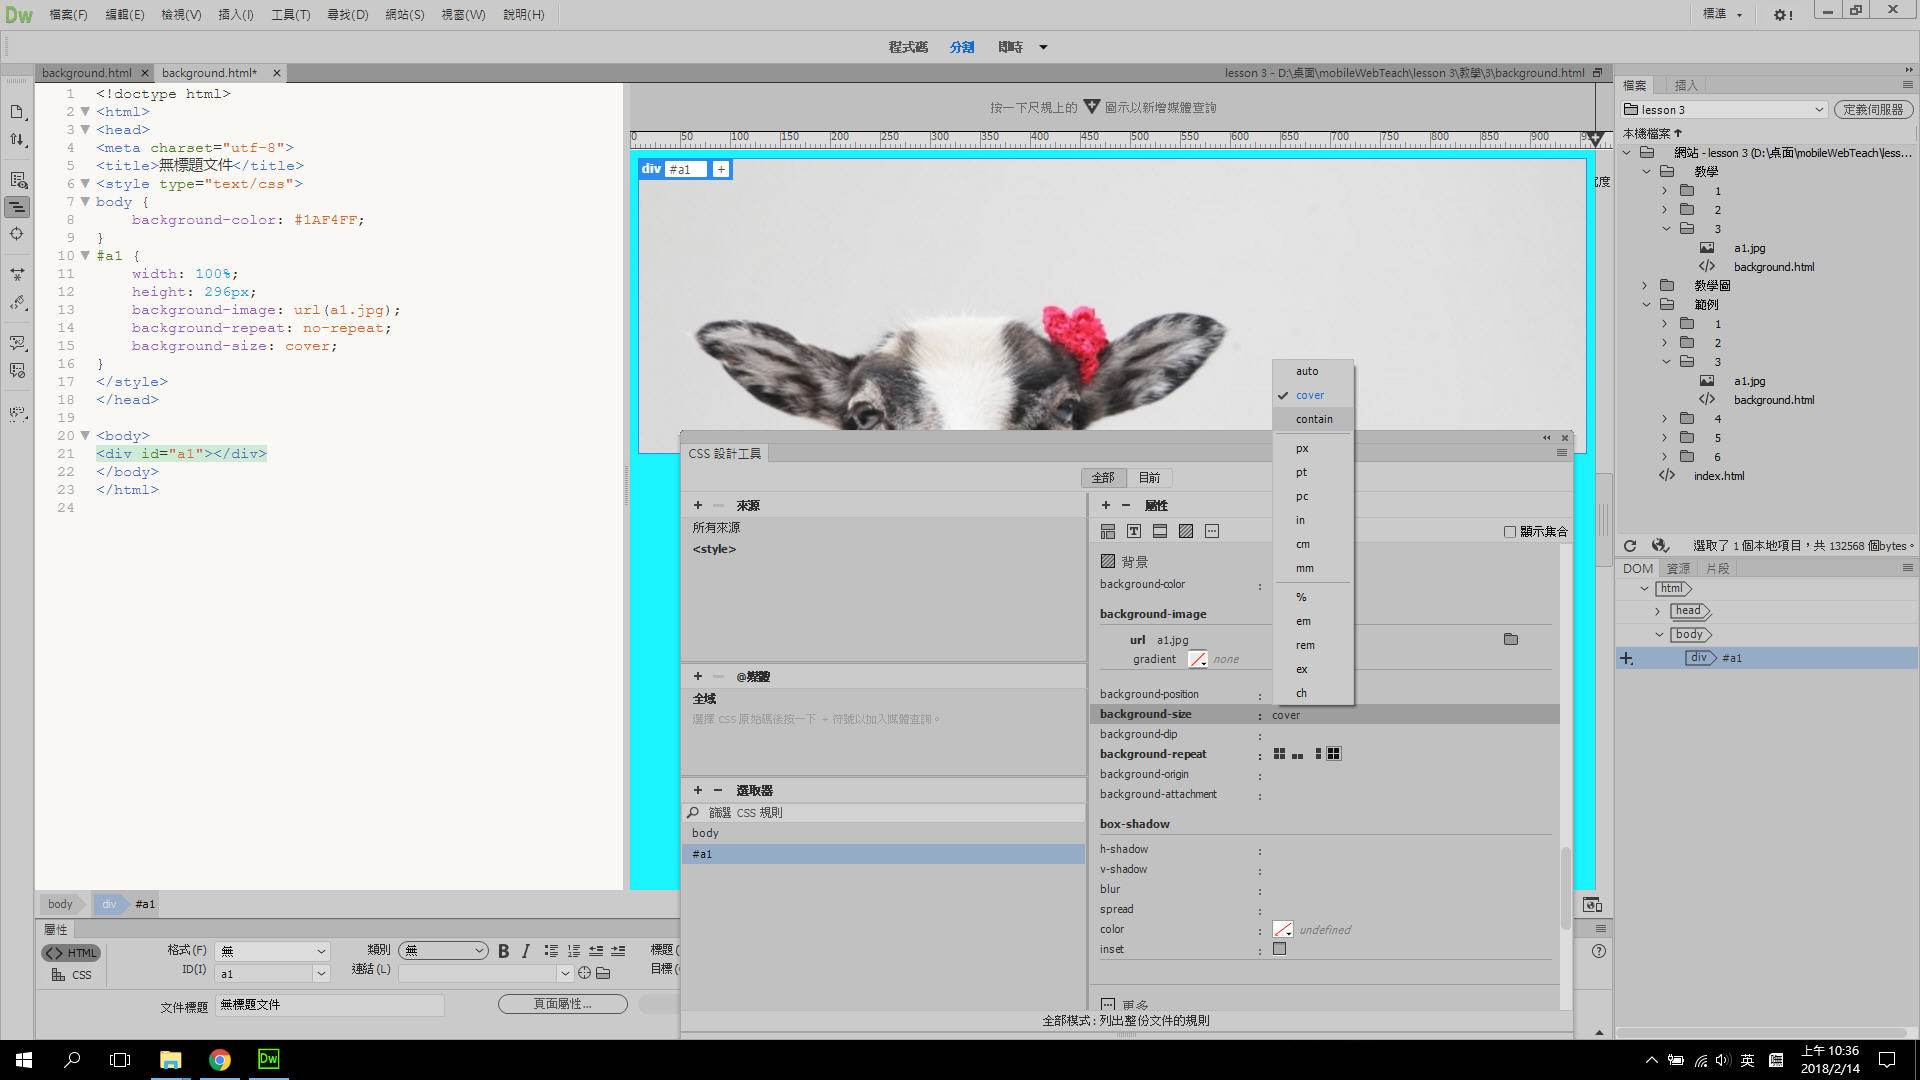 Dw 檔案(F) 編輯(E) 檢視(V) 插入(I) 工具(T) 尋找(D) 網站(S) 視窗(W) 說明(H) 標準
程式碼 分割 即時
background.html background.html* lesson 3 - D:\桌面\mobileWebTeach\lesson 3\教學\3\background.html
1 <!doctype html>
2 <html>
3 <head>
4 <meta charset="utf-8">
5 <title>無標題文件</title>
6 <style type="text/css">
7 body {
8 background-color: #1AF4FF;
9 }
10 #a1 {
11 width: 100%;
12 height: 296px;
13 background-image: url(a1.jpg);
14 background-repeat: no-repeat;
15 background-size: cover;
16 }
17 </style>
18 </head>
19
20 <body>
21 <div id="a1"></div>
22 </body>
23 </html>
24
按一下尺規上的 圖示以新增媒體查詢
0 50 100 150 200 250 300 350 400 450 500 550 600 650 700 750 800 850 900
div #a1 +
auto
cover
contain
px
pt
pc
in
cm
mm
%
em
rem
ex
ch
CSS 設計工具
全部 目前
+ − 來源
所有來源
<style>
+ − @媒體
全域
選擇 CSS 原始碼後按一下 + 符號以加入媒體查詢。
+ − 選取器
篩選 CSS 規則
body
#a1
+ − 屬性
顯示集合
背景
background-color :
background-image
url a1.jpg
gradient none
background-position :
background-size : cover
background-clip :
background-repeat :
background-origin :
background-attachment :
box-shadow
h-shadow :
v-shadow :
blur :
spread :
color : undefined
inset :
更多
全部模式 : 列出整份文件的規則
body div #a1
屬性
<> HTML
CSS
格式(F) 無
ID(I) a1
類別 無 B I
連結(L)
標題(
文件標題 無標題文件
頁面屬性...
檔案 插入
lesson 3 定義伺服器
本機檔案
網站 - lesson 3 (D:\桌面\mobileWebTeach\less...
教學
1
2
3
a1.jpg
background.html
教學圖
範例
1
2
3
a1.jpg
background.html
4
5
6
index.html
選取了 1 個本地項目，共 132568 個bytes。
DOM 資源 片段
html
head
body
div #a1
Dw
英
上午 10:36
2018/2/14